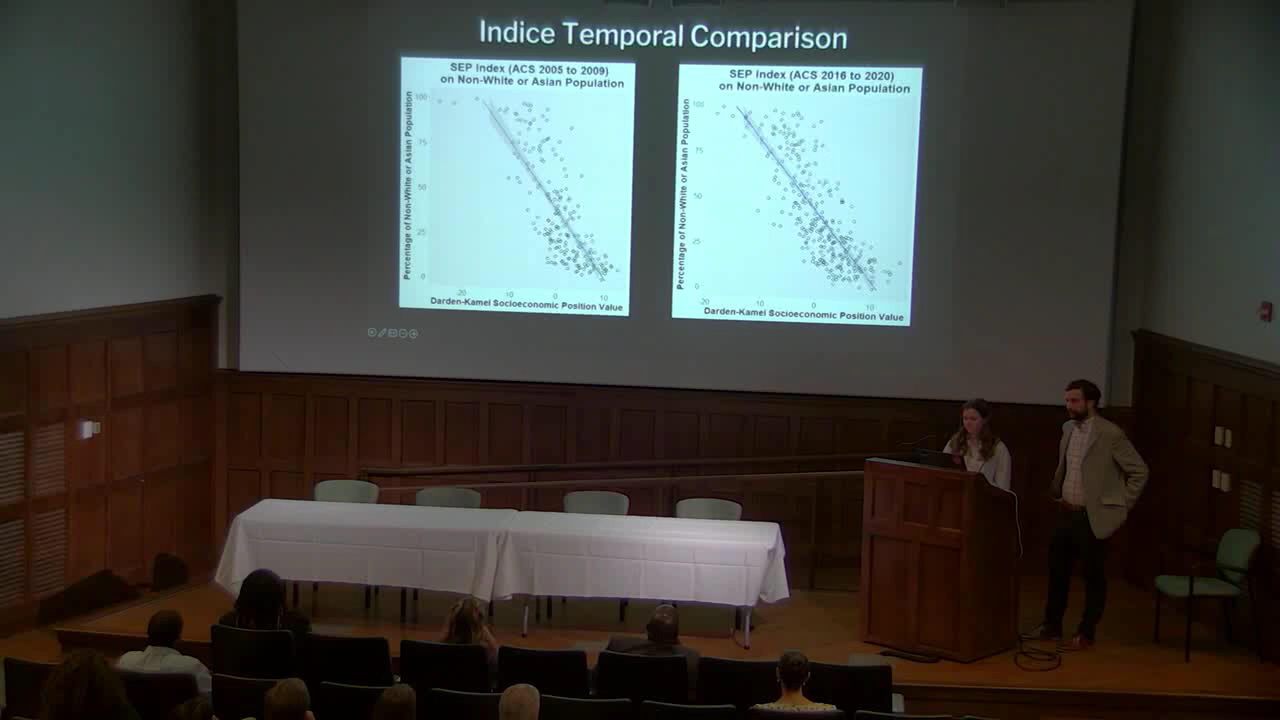 Indice Temporal Comparison
SEP Index (ACS 2005 to 2009)
on Non-White or Asian Population
Percentage of Non-White or Asian Population
100
75
50
25
0
-20
-10
0
10
Darden-Kamel Socioeconomic Position Value
SEP Index (ACS 2016 to 2020)
on Non-White or Asian Population
Percentage of Non-White or Asian Population
100
75
50
25
0
-20
-10
0
10
Darden-Kamel Socioeconomic Position Value